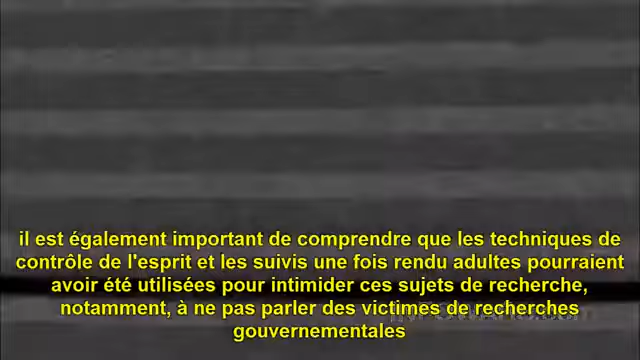 il est également important de comprendre que les techniques de
contrôle de l'esprit et les suivis une fois rendu adultes pourraient
avoir été utilisées pour intimider ces sujets de recherche,
notamment, à ne pas parler des victimes de recherches
gouvernementales